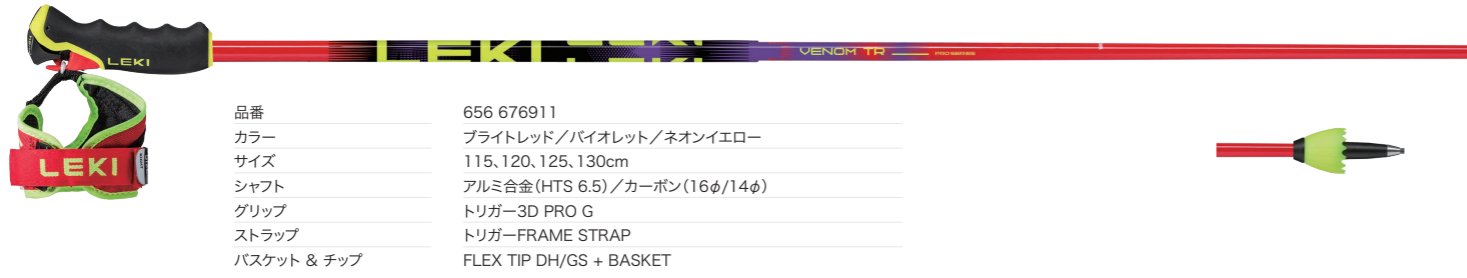 LEKI
LEKI
VENOM TR PRO SERIES
LEKI
品番 656 676911
カラー ブライトレッド／バイオレット／ネオンイエロー
サイズ 115、120、125、130cm
シャフト アルミ合金（HTS 6.5）／カーボン（16φ/14φ）
グリップ トリガー3D PRO G
ストラップ トリガーFRAME STRAP
バスケット & チップ FLEX TIP DH/GS + BASKET